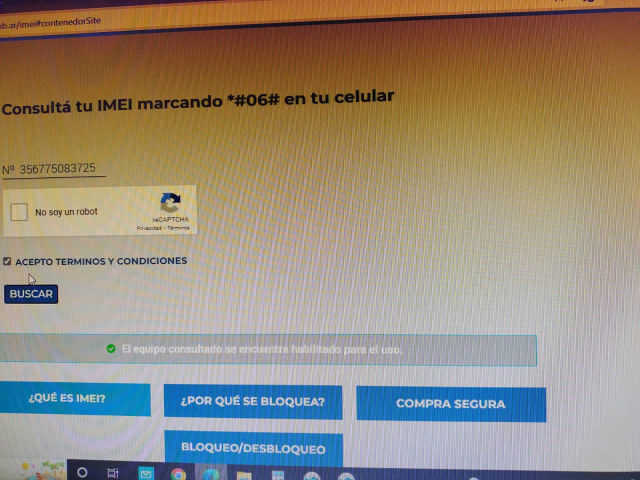 eb.ar/imei#contenedorSite
Consultá tu IMEI marcando *#06# en tu celular
Nº 356775083725
No soy un robot
reCAPTCHA
Privacidad - Términos
ACEPTO TERMINOS Y CONDICIONES
BUSCAR
El equipo consultado se encuentra habilitado para el uso.
¿QUÉ ES IMEI?
¿POR QUÉ SE BLOQUEA?
COMPRA SEGURA
BLOQUEO/DESBLOQUEO